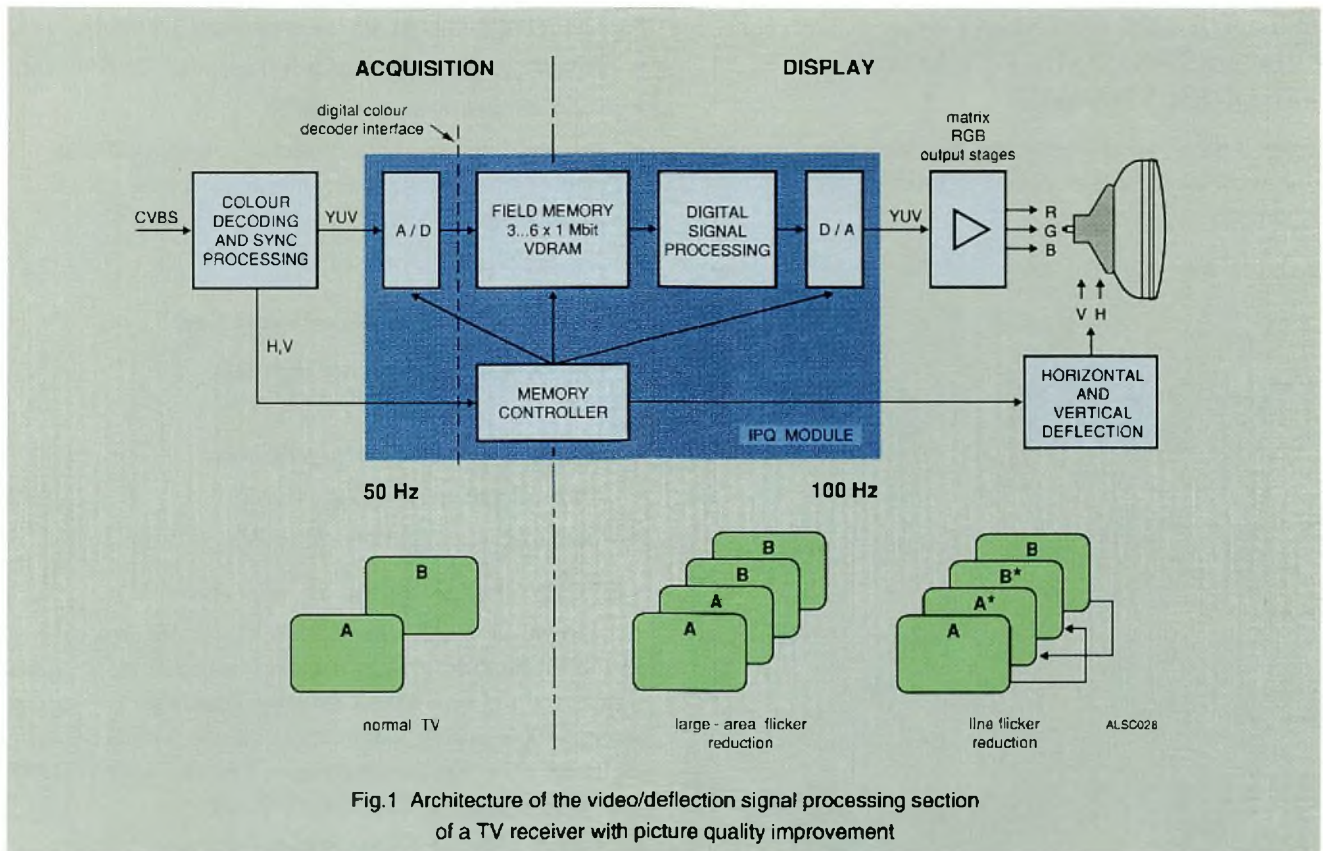 ACQUISITION
DISPLAY
digital colour
decoder interface
matrix
RGB
output stages
CVBS
COLOUR
DECODING
AND SYNC
PROCESSING
YUV
A / D
FIELD MEMORY
3...6 x 1 Mbit
VDRAM
DIGITAL
SIGNAL
PROCESSING
D / A
YUV
R
G
B
V H
H,V
MEMORY
CONTROLLER
IPQ MODULE
HORIZONTAL
AND
VERTICAL
DEFLECTION
50 Hz
100 Hz
B
A
B
B
A
A
B
B*
A*
A
normal TV
large - area flicker
reduction
line flicker
reduction
ALSC028
Fig.1 Architecture of the video/deflection signal processing section
of a TV receiver with picture quality improvement